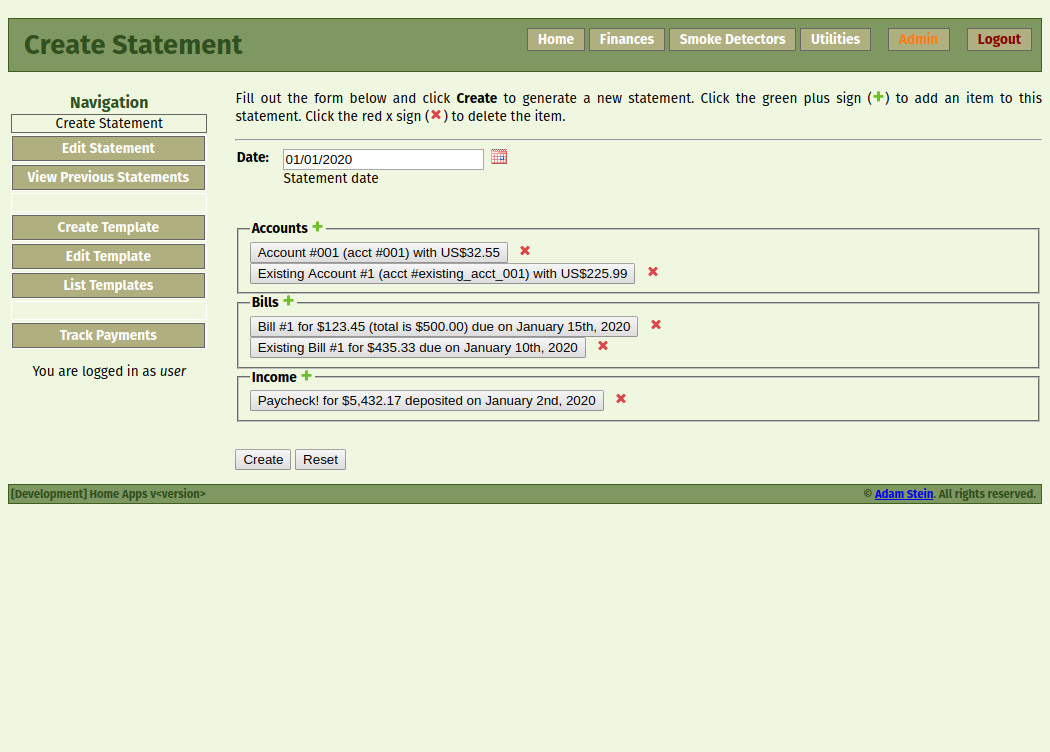 Create Statement
Home Finances Smoke Detectors Utilities Admin Logout
Navigation
Create Statement
Edit Statement
View Previous Statements
Create Template
Edit Template
List Templates
Track Payments
You are logged in as user
Fill out the form below and click Create to generate a new statement. Click the green plus sign ( ) to add an item to this
statement. Click the red x sign ( ) to delete the item.
Date: 01/01/2020
Statement date
Accounts
Account #001 (acct #001) with US$32.55
Existing Account #1 (acct #existing_acct_001) with US$225.99
Bills
Bill #1 for $123.45 (total is $500.00) due on January 15th, 2020
Existing Bill #1 for $435.33 due on January 10th, 2020
Income
Paycheck! for $5,432.17 deposited on January 2nd, 2020
Create Reset
[Development] Home Apps v<version>
© Adam Stein. All rights reserved.